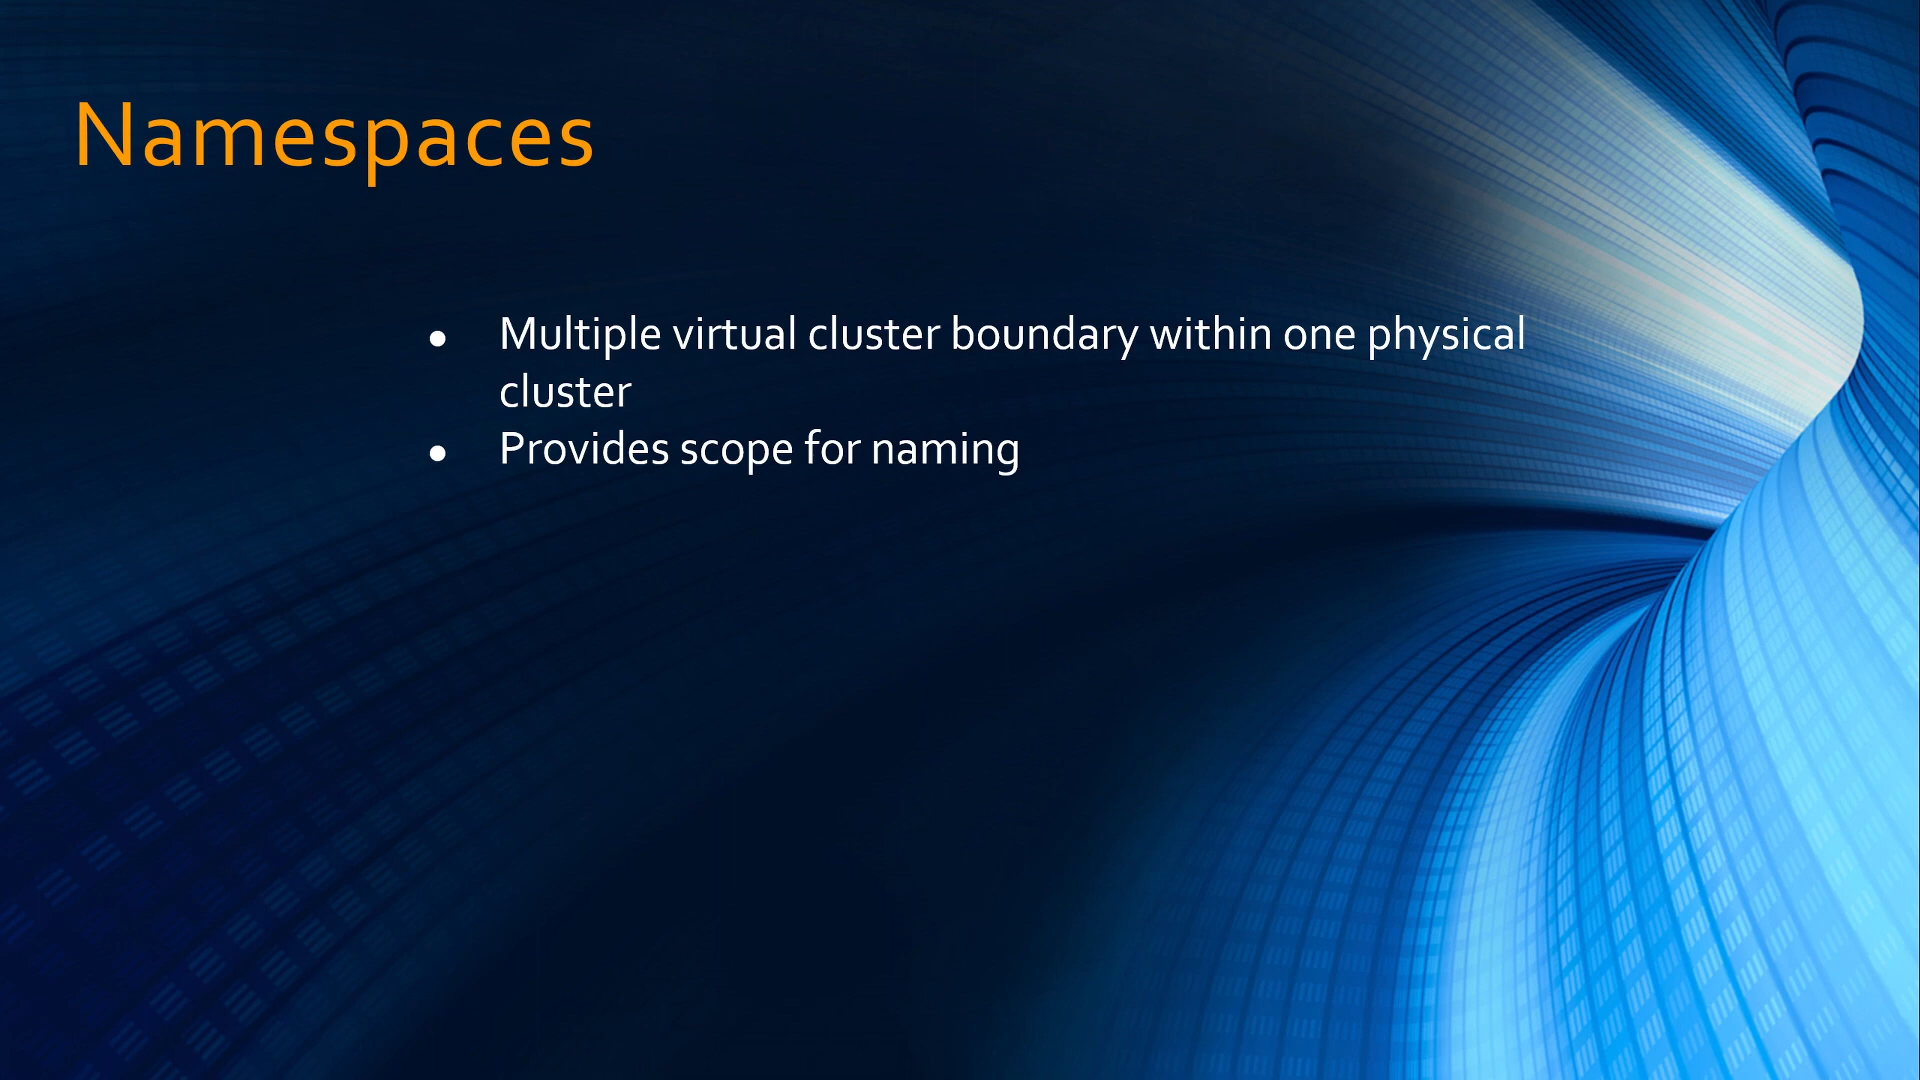 Namespaces
● Multiple virtual cluster boundary within one physical
cluster
● Provides scope for naming